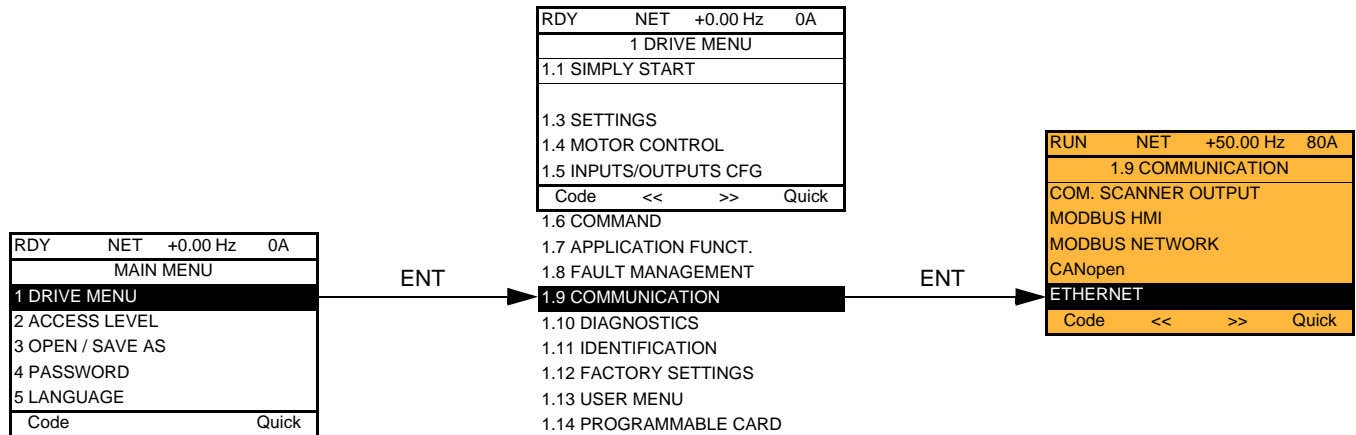 RDY NET +0.00 Hz 0A
MAIN MENU
1 DRIVE MENU
2 ACCESS LEVEL
3 OPEN / SAVE AS
4 PASSWORD
5 LANGUAGE
Code Quick
ENT
RDY NET +0.00 Hz 0A
1 DRIVE MENU
1.1 SIMPLY START
1.3 SETTINGS
1.4 MOTOR CONTROL
1.5 INPUTS/OUTPUTS CFG
Code << >> Quick
1.6 COMMAND
1.7 APPLICATION FUNCT.
1.8 FAULT MANAGEMENT
1.9 COMMUNICATION
1.10 DIAGNOSTICS
1.11 IDENTIFICATION
1.12 FACTORY SETTINGS
1.13 USER MENU
1.14 PROGRAMMABLE CARD
ENT
RUN NET +50.00 Hz 80A
1.9 COMMUNICATION
COM. SCANNER OUTPUT
MODBUS HMI
MODBUS NETWORK
CANopen
ETHERNET
Code << >> Quick